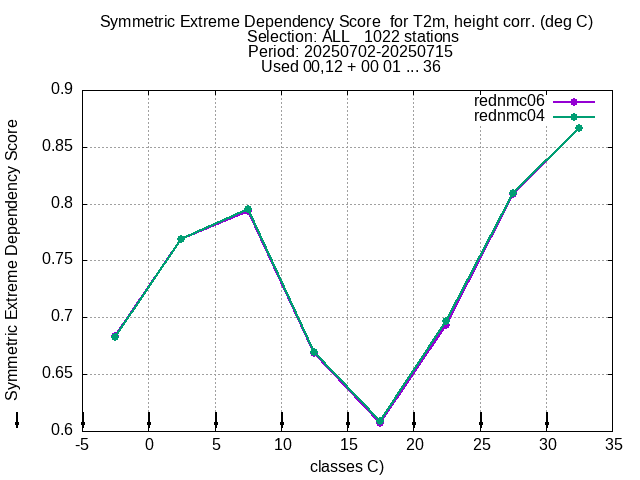 Symmetric Extreme Dependency Score  for T2m, height corr. (deg C)
Selection: ALL   1022 stations
Period: 20250702-20250715
Used 00,12 + 00 01 ... 36
rednmc06
rednmc04
Symmetric Extreme Dependency Score
0.9
0.85
0.8
0.75
0.7
0.65
0.6
-5 0 5 10 15 20 25 30 35
classes C)